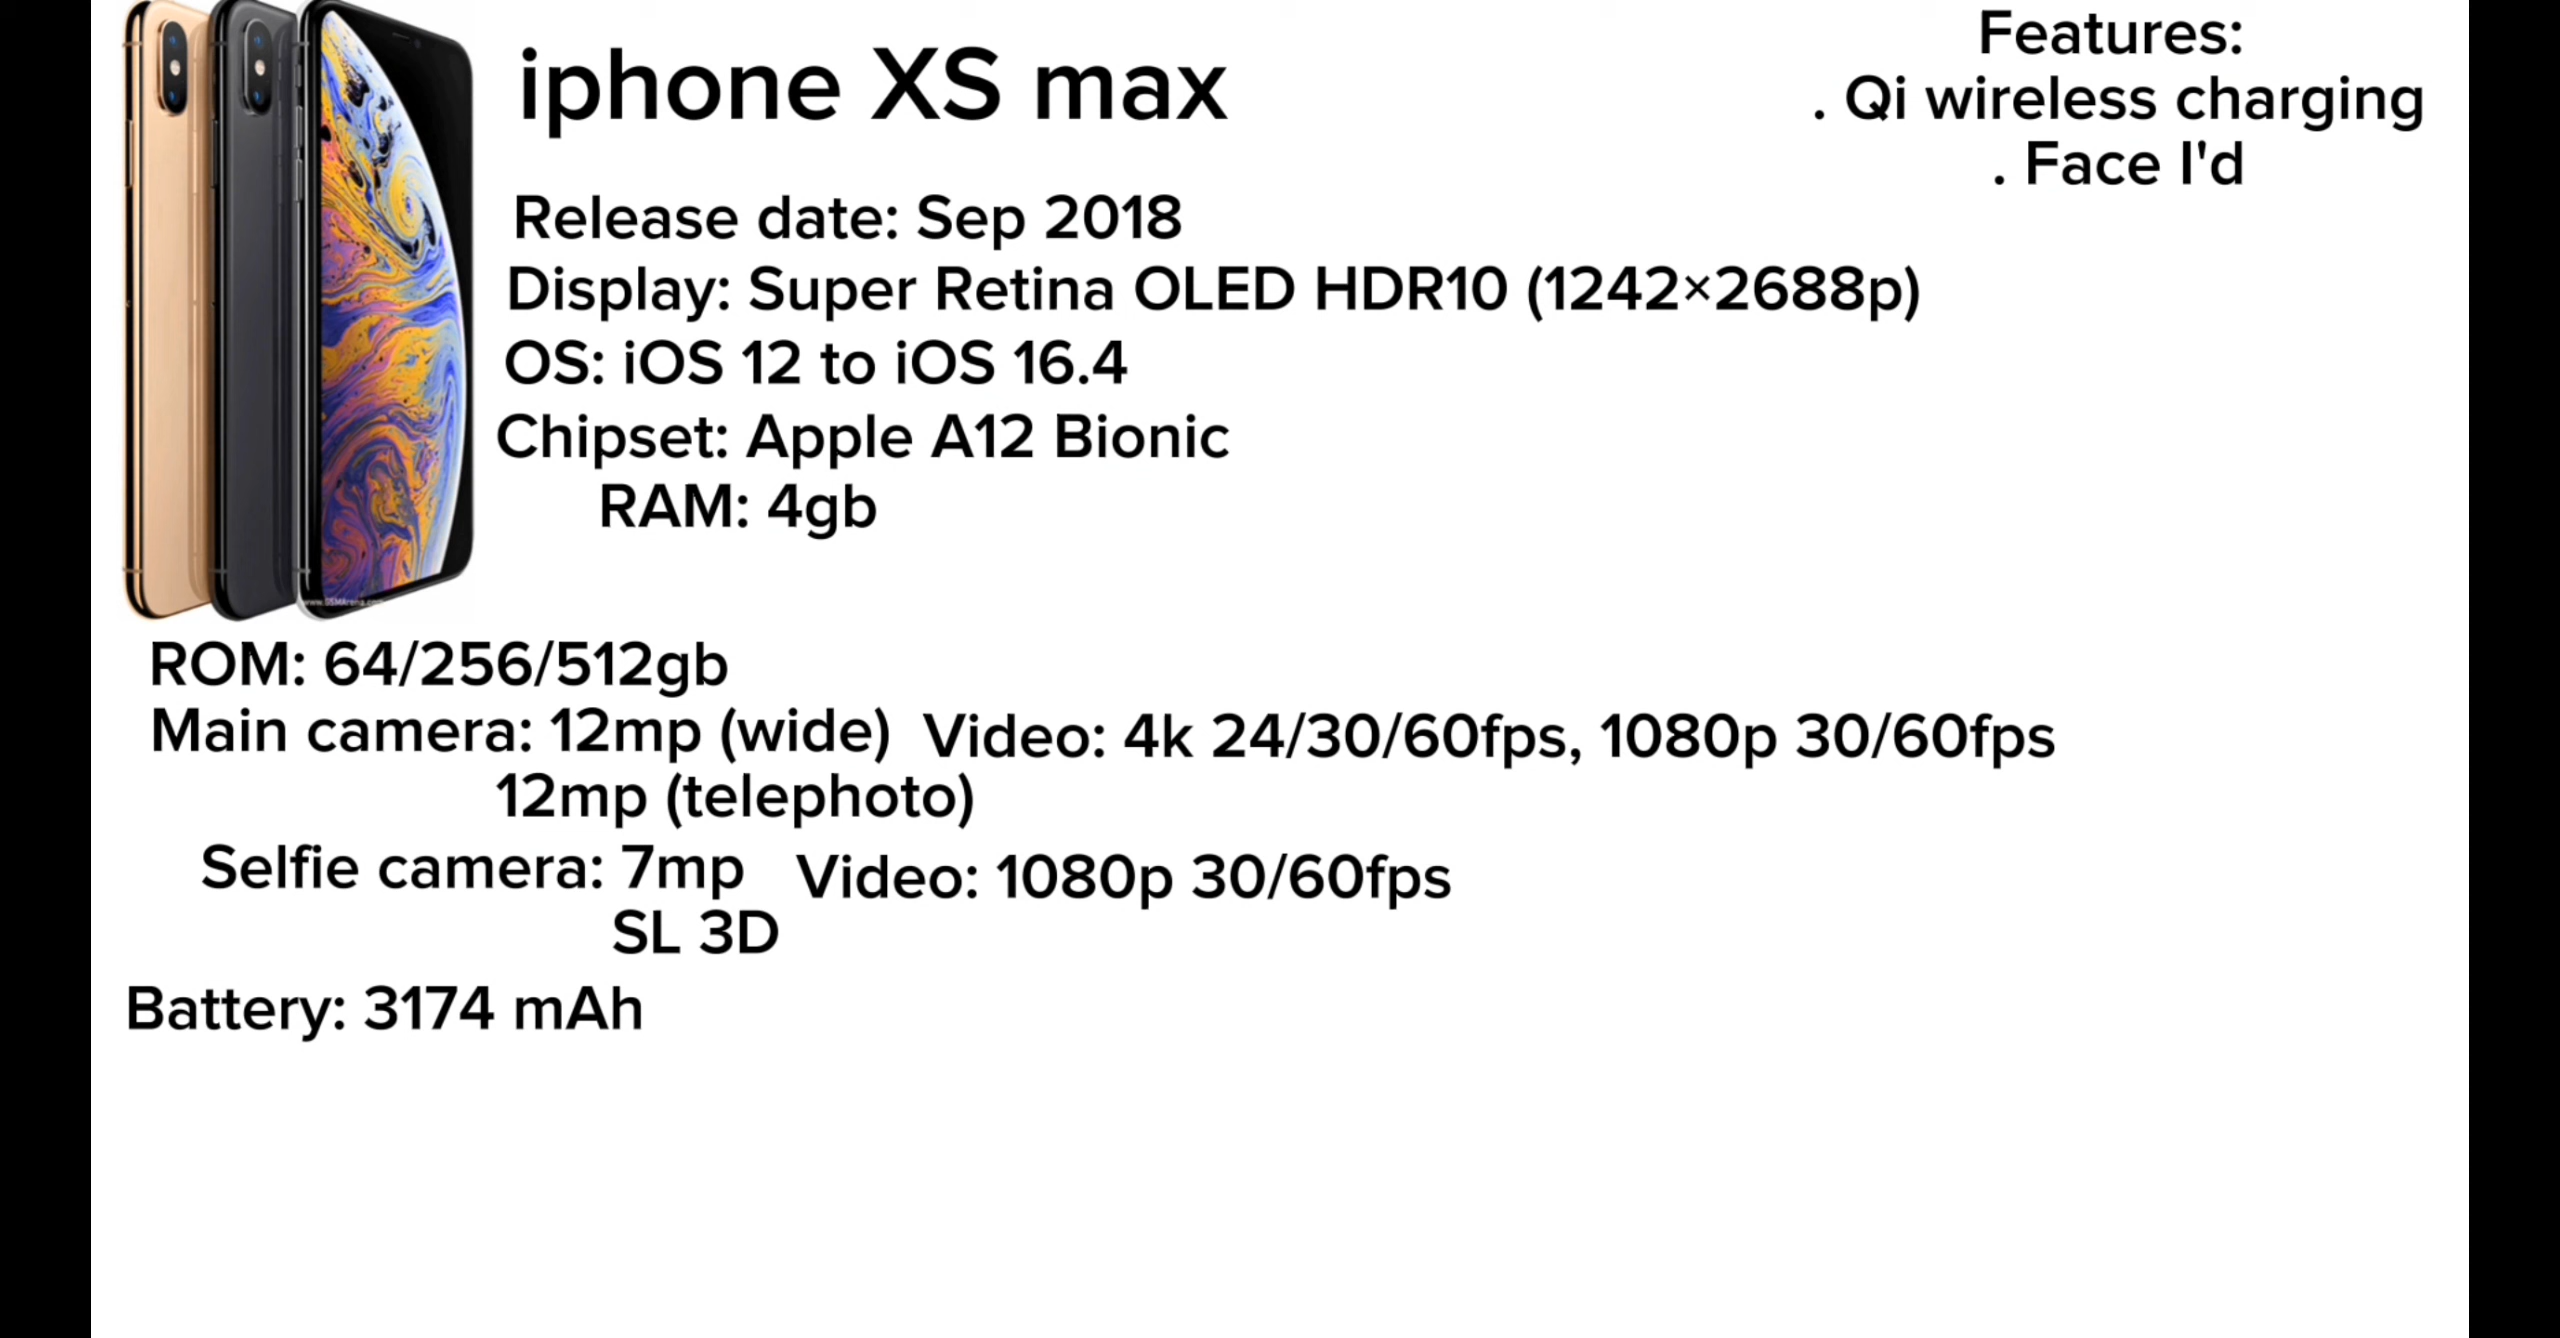 iphone XS max
Features:
. Qi wireless charging
. Face I'd
Release date: Sep 2018
Display: Super Retina OLED HDR10 (1242×2688p)
OS: iOS 12 to iOS 16.4
Chipset: Apple A12 Bionic
RAM: 4gb
www.GSMArena.com
ROM: 64/256/512gb
Main camera: 12mp (wide) Video: 4k 24/30/60fps, 1080p 30/60fps
12mp (telephoto)
Selfie camera: 7mp Video: 1080p 30/60fps
SL 3D
Battery: 3174 mAh